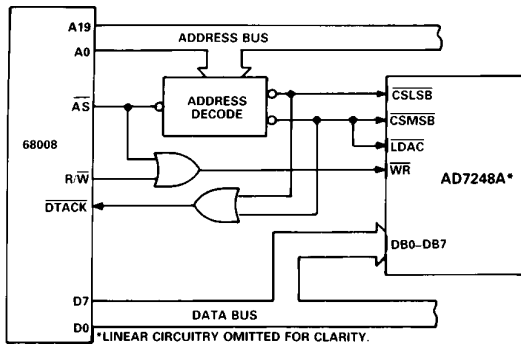 A19
ADDRESS BUS
A0
AS
ADDRESS
DECODE
CSLSB
CSMSB
68008
LDAC
R/W
WR
AD7248A*
DTACK
DB0–DB7
D7
DATA BUS
D0
*LINEAR CIRCUITRY OMITTED FOR CLARITY.